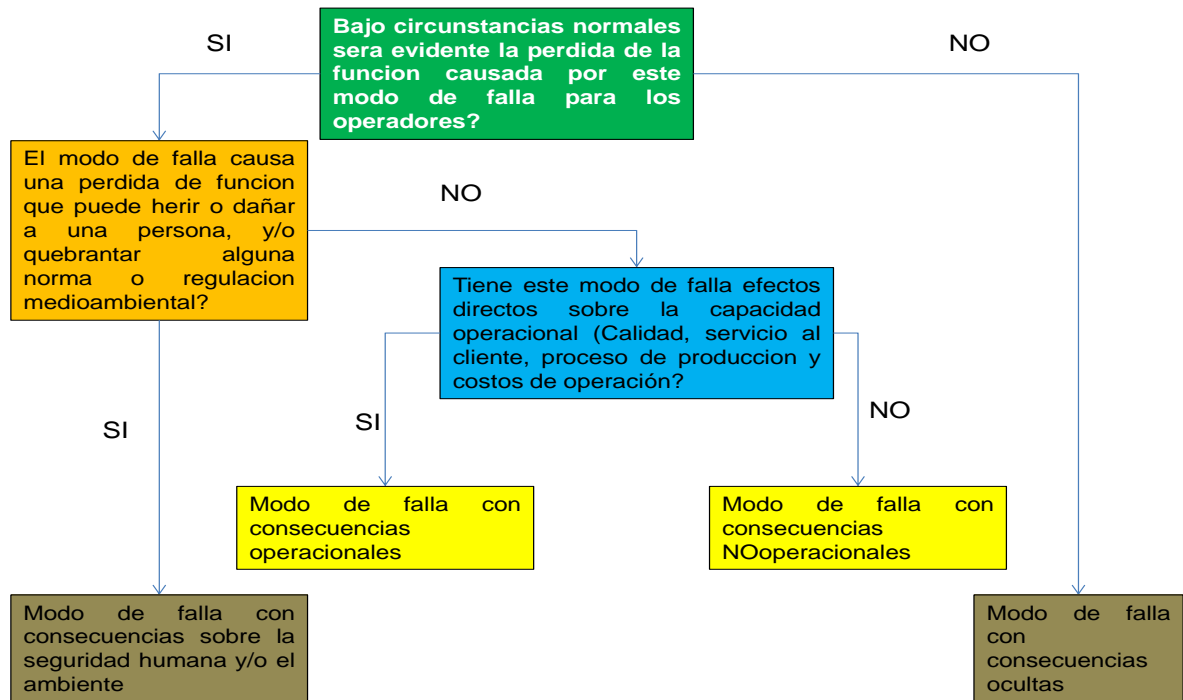 SI
Bajo circunstancias normales
sera evidente la perdida de la
funcion causada por este
modo de falla para los
operadores?
NO
El modo de falla causa
una perdida de funcion
que puede herir o dañar
a una persona, y/o
quebrantar alguna
norma o regulacion
medioambiental?
NO
Tiene este modo de falla efectos
directos sobre la capacidad
operacional (Calidad, servicio al
cliente, proceso de produccion y
costos de operación?
SI
SI
NO
Modo de falla con
consecuencias
operacionales
Modo de falla con
consecuencias
NOoperacionales
Modo de falla con
consecuencias sobre la
seguridad humana y/o el
ambiente
Modo de falla
con
consecuencias
ocultas